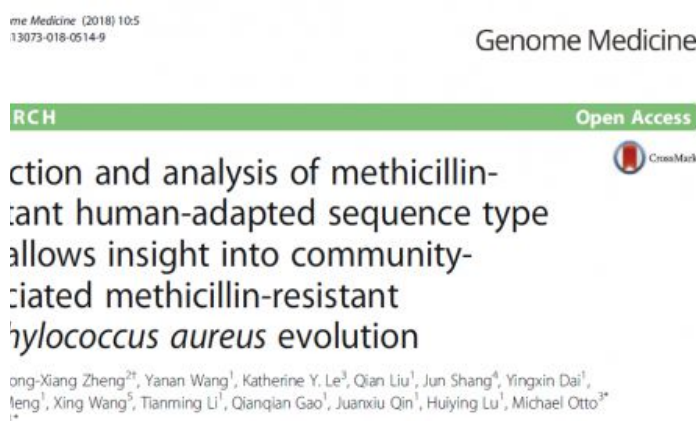 me Medicine (2018) 10:5
13073-018-0514-9
Genome Medicine
RCH
Open Access
CrossMark
ction and analysis of methicillin-
tant human-adapted sequence type
allows insight into community-
ciated methicillin-resistant
hylococcus aureus evolution
ong-Xiang Zheng2†, Yanan Wang1, Katherine Y. Le3, Qian Liu1, Jun Shang4, Yingxin Dai1,
Meng1, Xing Wang5, Tianming Li1, Qianqian Gao1, Juanxiu Qin1, Huiying Lu1, Michael Otto3*